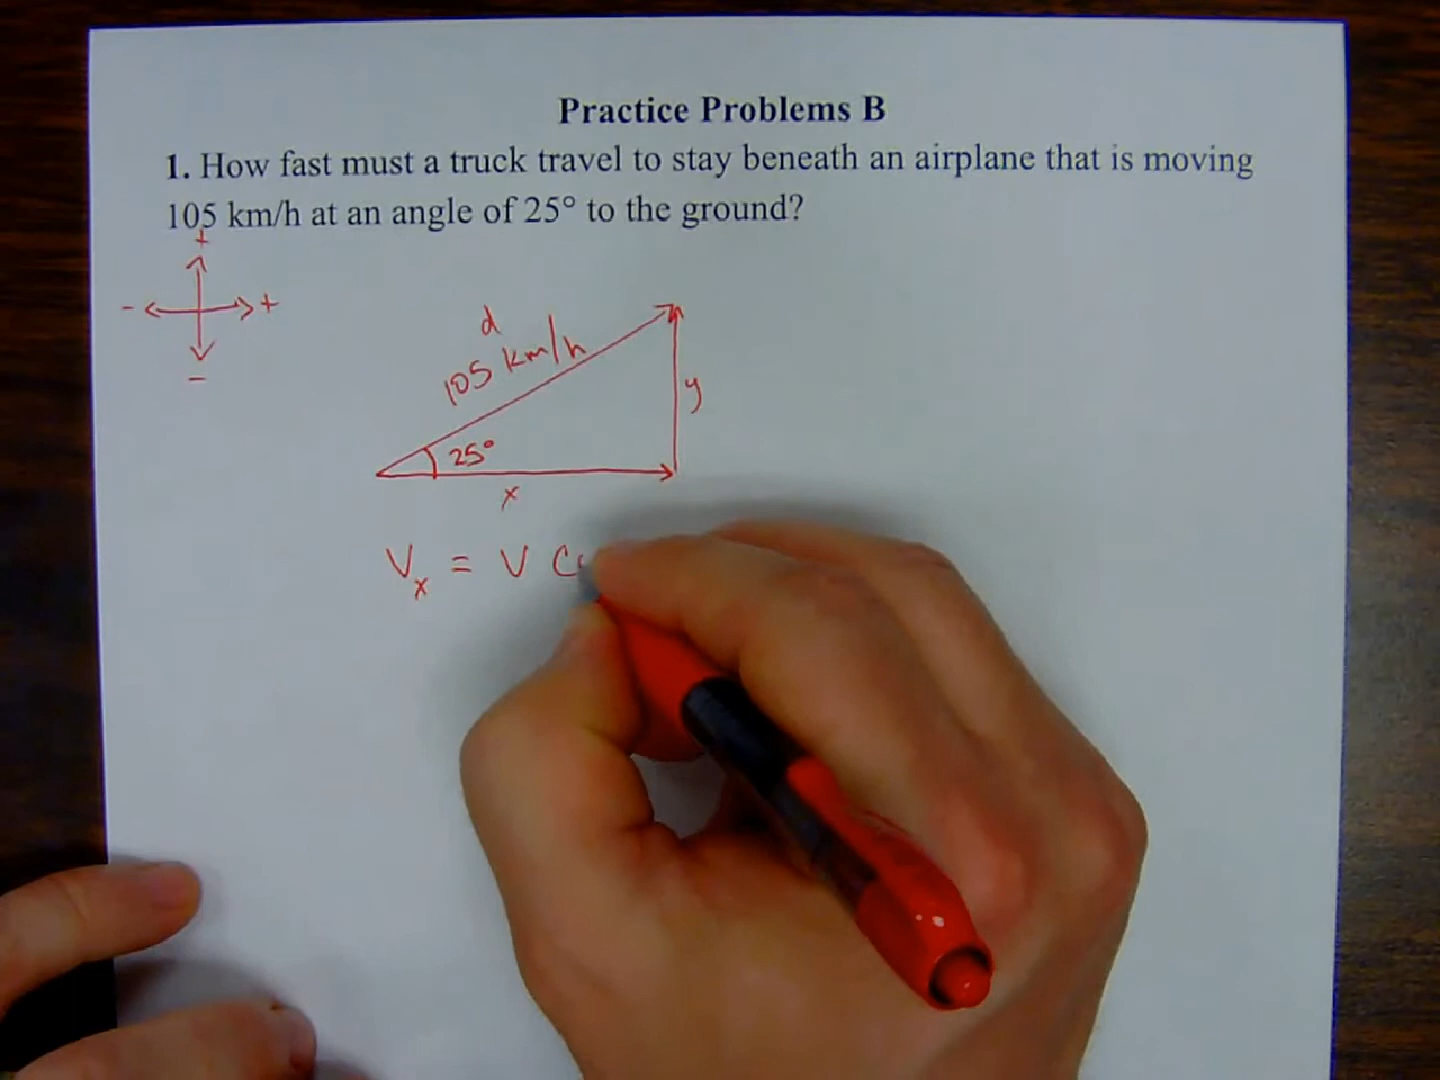 Practice Problems B
1. How fast must a truck travel to stay beneath an airplane that is moving
105 km/h at an angle of 25° to the ground?
+
- +
-
d
105 km/h
y
25°
x
Vx = V C